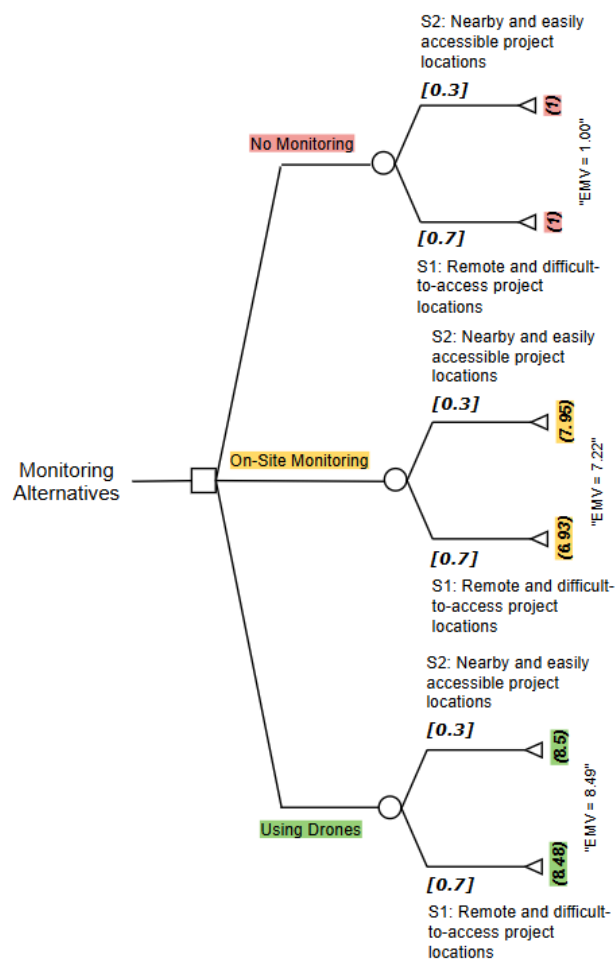 S2: Nearby and easily
accessible project
locations
[0.3]
(1)
No Monitoring
"EMV = 1.00"
[0.7]
(1)
S1: Remote and difficult-
to-access project
locations
S2: Nearby and easily
accessible project
locations
[0.3]
(7.95)
On-Site Monitoring
"EMV = 7.22"
Monitoring
Alternatives
[0.7]
(6.93)
S1: Remote and difficult-
to-access project
locations
S2: Nearby and easily
accessible project
locations
[0.3]
(8.5)
Using Drones
"EMV = 8.49"
[0.7]
(8.48)
S1: Remote and difficult-
to-access project
locations